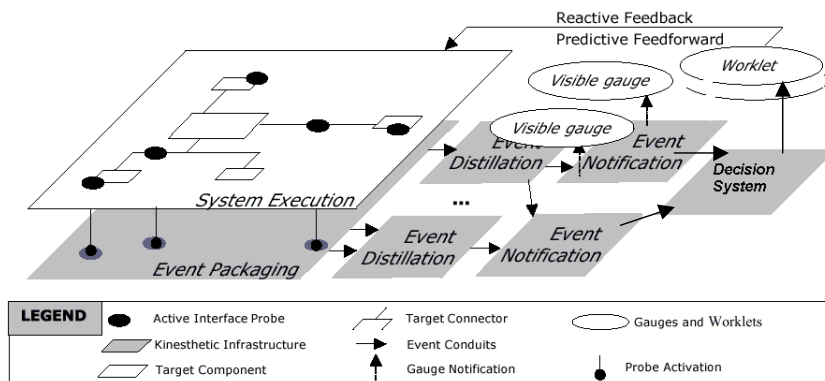 Reactive Feedback
Predictive Feedforward
Worklet
Visible gauge
Visible gauge
Event
Distillation
Event
Notification
Decision
System
System Execution
...
Event Packaging
Event
Distillation
Event
Notification
LEGEND
Active Interface Probe
Target Connector
Gauges and Worklets
Kinesthetic Infrastructure
Event Conduits
Target Component
Gauge Notification
Probe Activation